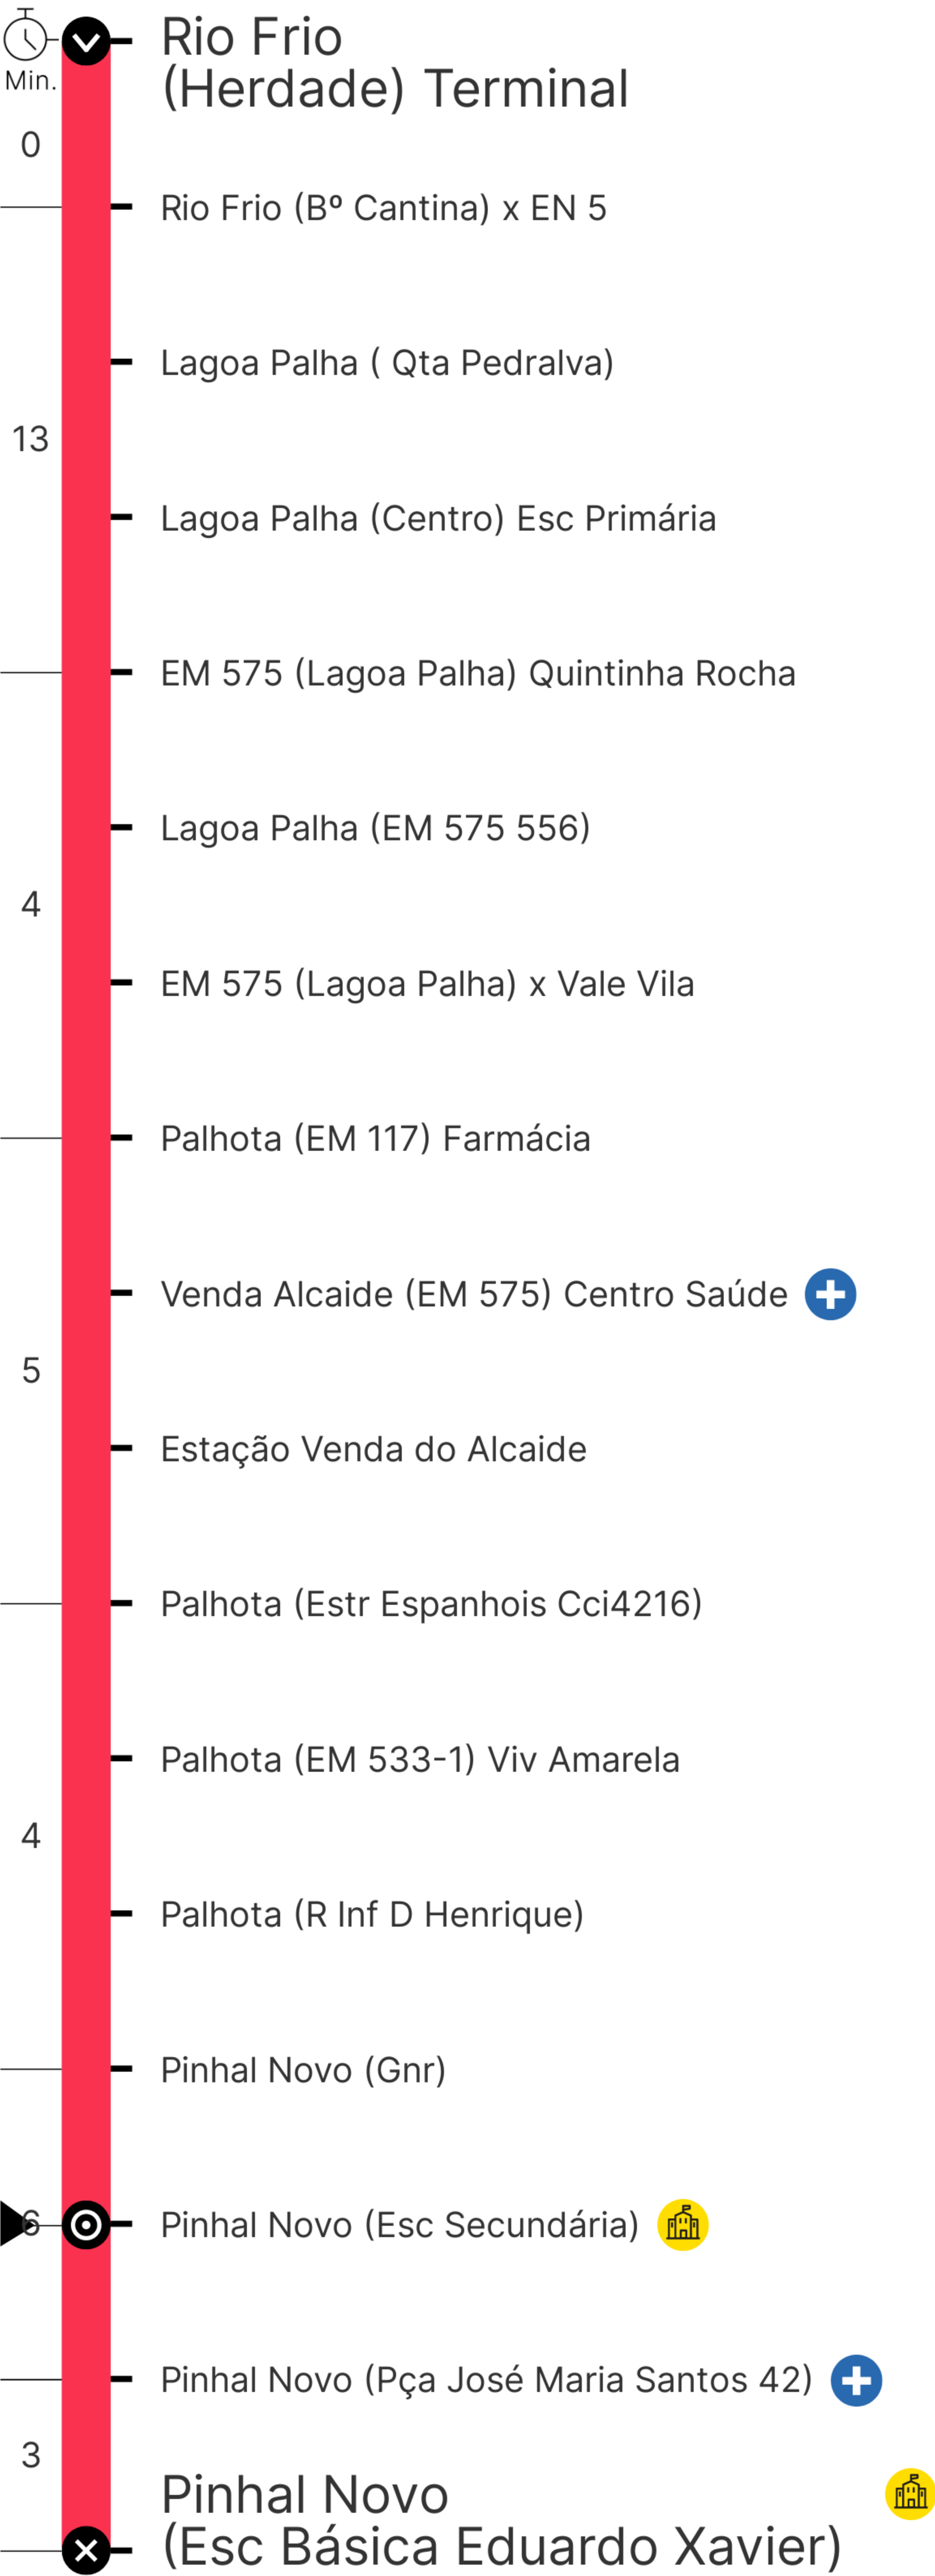 Rio Frio
(Herdade) Terminal
Min.
0
Rio Frio (Bº Cantina) x EN 5
Lagoa Palha ( Qta Pedralva)
13
Lagoa Palha (Centro) Esc Primária
EM 575 (Lagoa Palha) Quintinha Rocha
Lagoa Palha (EM 575 556)
4
EM 575 (Lagoa Palha) x Vale Vila
Palhota (EM 117) Farmácia
Venda Alcaide (EM 575) Centro Saúde
5
Estação Venda do Alcaide
Palhota (Estr Espanhois Cci4216)
Palhota (EM 533-1) Viv Amarela
4
Palhota (R Inf D Henrique)
Pinhal Novo (Gnr)
6 Pinhal Novo (Esc Secundária)
Pinhal Novo (Pça José Maria Santos 42)
3
Pinhal Novo
(Esc Básica Eduardo Xavier)